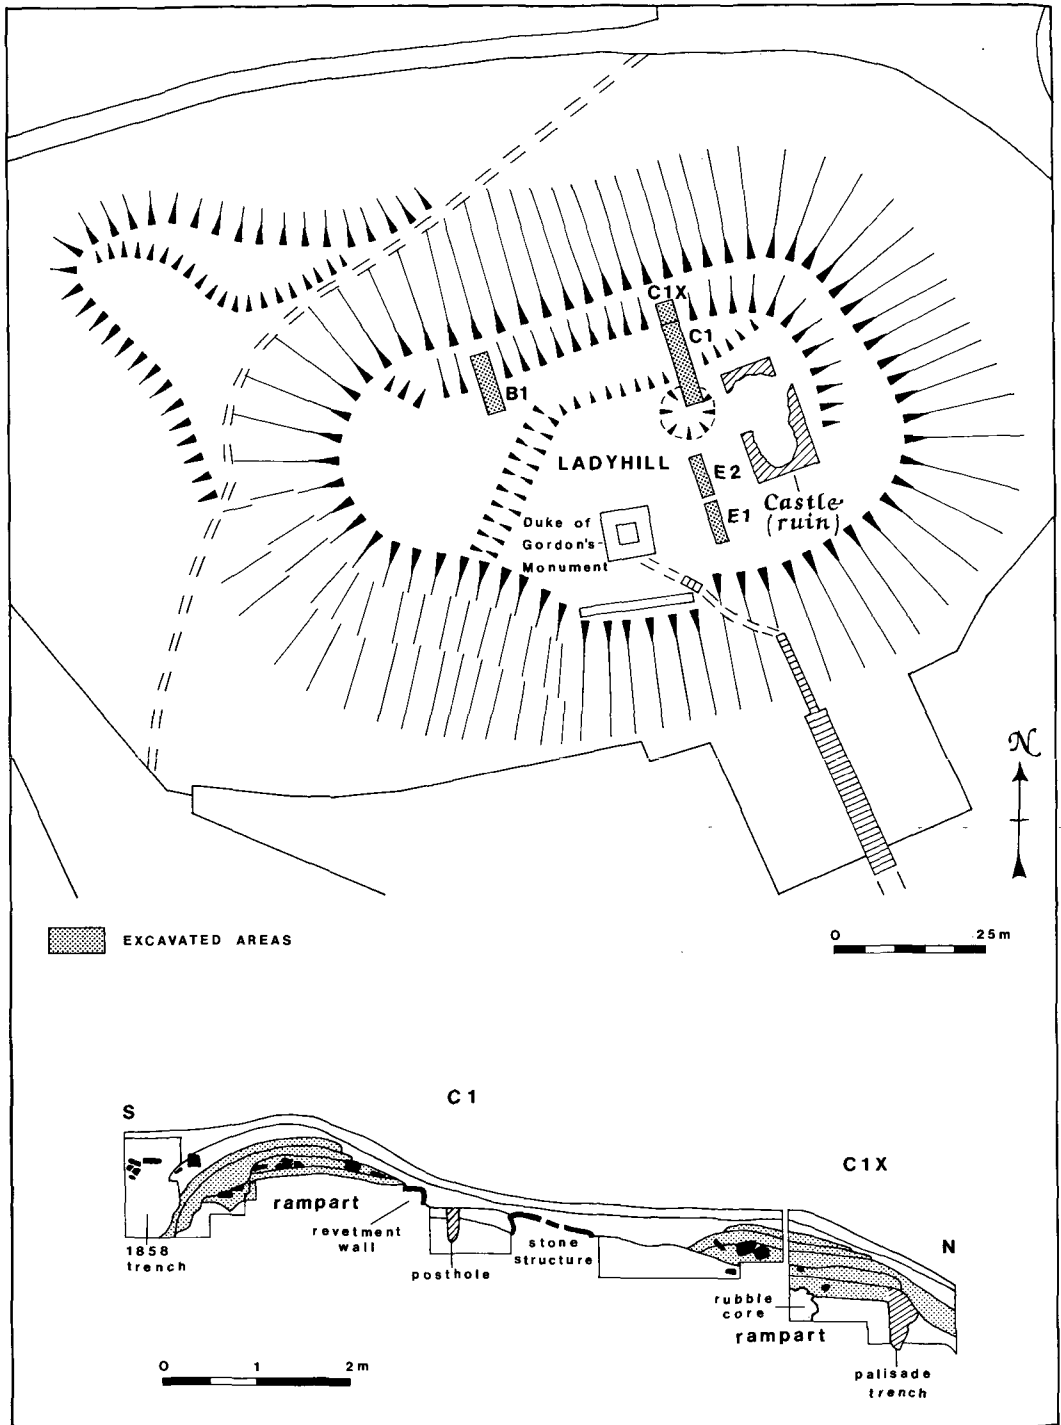 C1X
C1
B1
LADYHILL
E2
E1
Castle
(ruin)
Duke of
Gordon's
Monument
N
EXCAVATED AREAS
0 25m
C1
S
C1X
N
rampart
revetment
wall
1858
trench
posthole
stone
structure
rubble
core
rampart
palisade
trench
0 1 2m